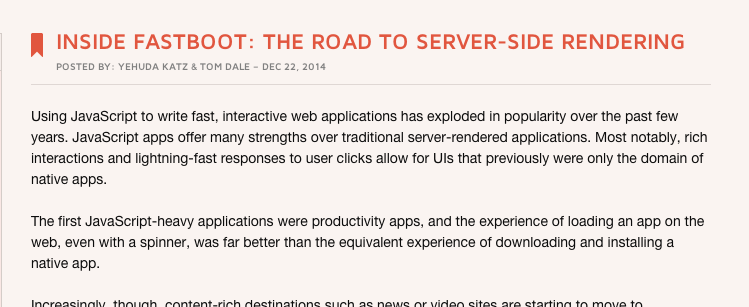 INSIDE FASTBOOT: THE ROAD TO SERVER-SIDE RENDERING
POSTED BY: YEHUDA KATZ & TOM DALE – DEC 22, 2014
Using JavaScript to write fast, interactive web applications has exploded in popularity over the past few
years. JavaScript apps offer many strengths over traditional server-rendered applications. Most notably, rich
interactions and lightning-fast responses to user clicks allow for UIs that previously were only the domain of
native apps.
The first JavaScript-heavy applications were productivity apps, and the experience of loading an app on the
web, even with a spinner, was far better than the equivalent experience of downloading and installing a
native app.
Increasingly, though, content-rich destinations such as news or video sites are starting to move to